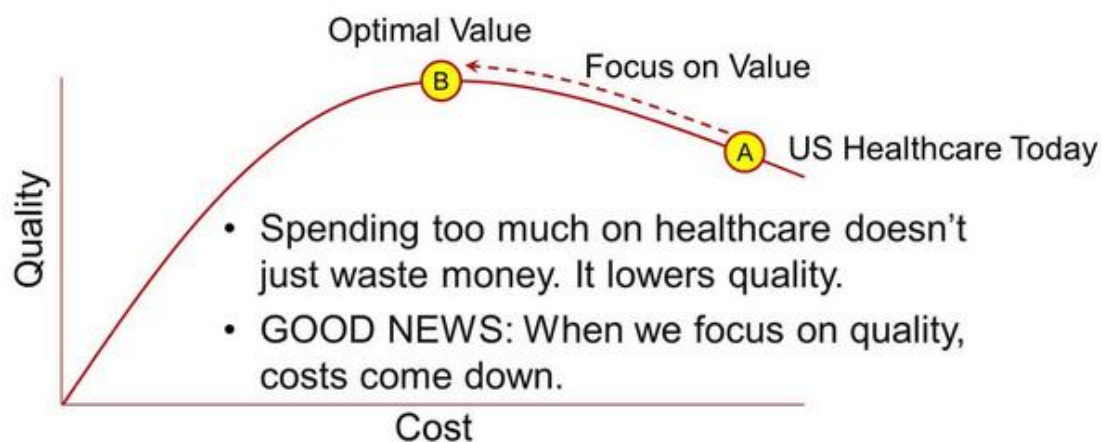 Optimal Value
B
Focus on Value
A
US Healthcare Today
Quality
• Spending too much on healthcare doesn’t
just waste money. It lowers quality.
• GOOD NEWS: When we focus on quality,
costs come down.
Cost